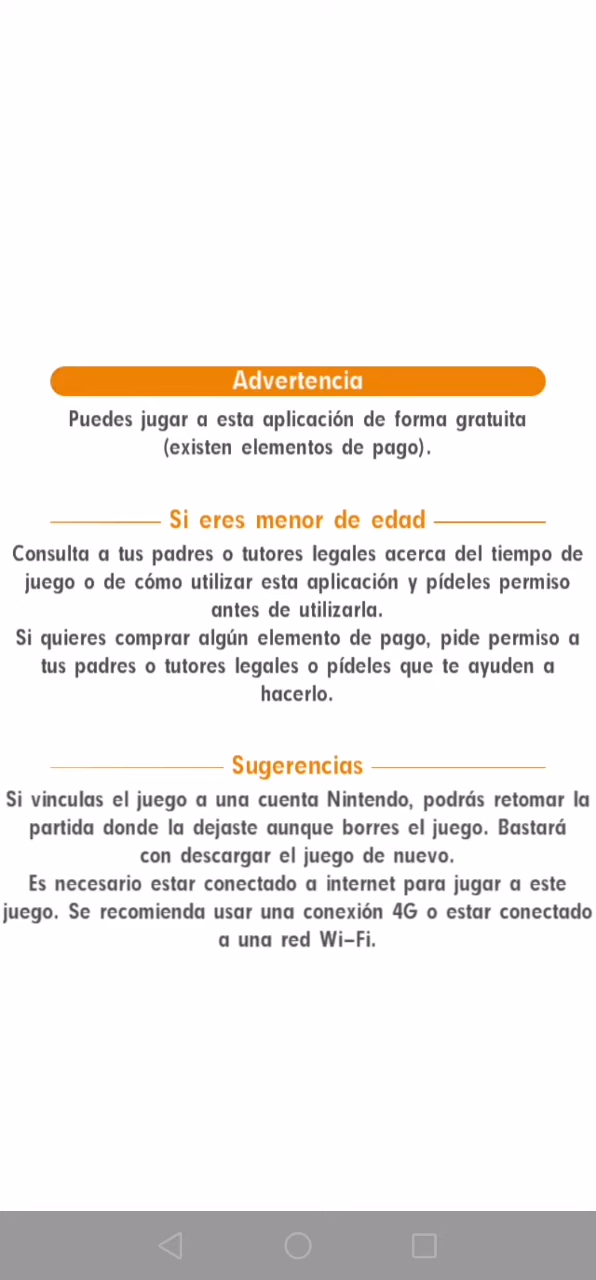 Advertencia
Puedes jugar a esta aplicación de forma gratuita
(existen elementos de pago).
Si eres menor de edad
Consulta a tus padres o tutores legales acerca del tiempo de
juego o de cómo utilizar esta aplicación y pídeles permiso
antes de utilizarla.
Si quieres comprar algún elemento de pago, pide permiso a
tus padres o tutores legales o pídeles que te ayuden a
hacerlo.
Sugerencias
Si vinculas el juego a una cuenta Nintendo, podrás retomar la
partida donde la dejaste aunque borres el juego. Bastará
con descargar el juego de nuevo.
Es necesario estar conectado a internet para jugar a este
juego. Se recomienda usar una conexión 4G o estar conectado
a una red Wi-Fi.